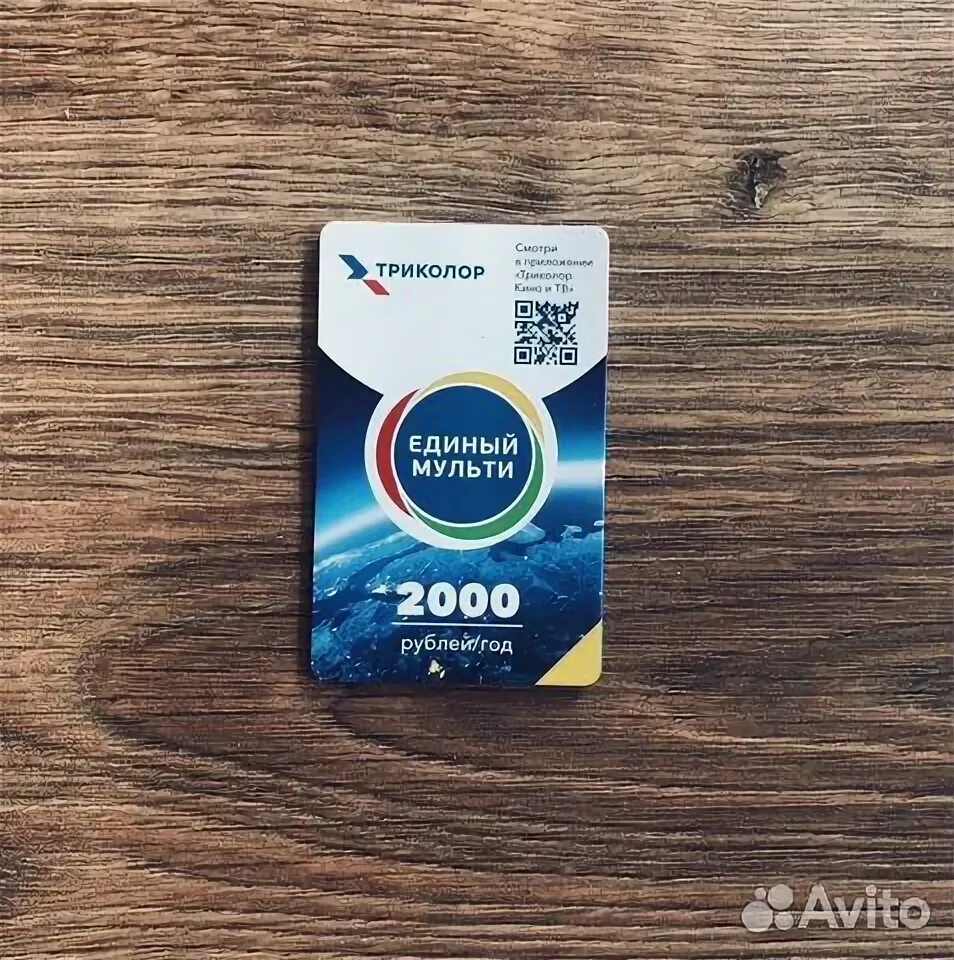 ТРИКОЛОР
Смотри
в приложении
«Триколор
Кино и ТВ»
ЕДИНЫЙ
МУЛЬТИ
2000
рублей/год
Avito